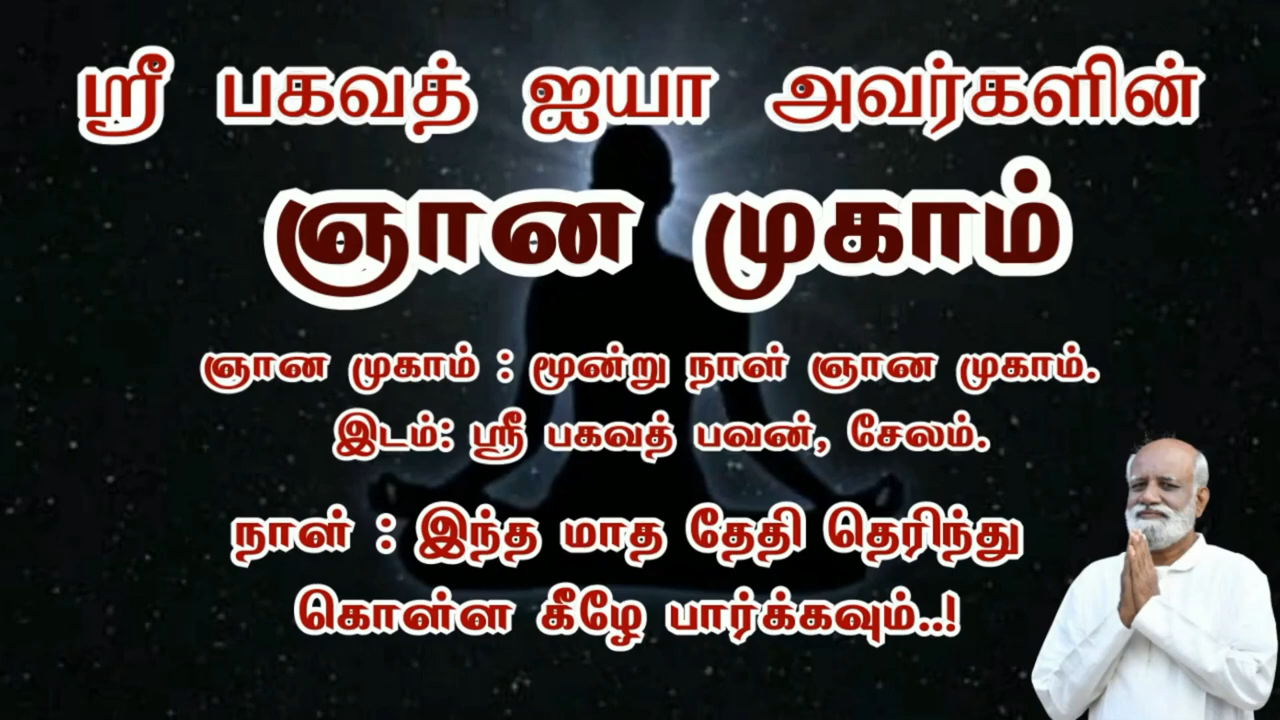 ஸ்ரீ பகவத் ஐயா அவர்களின்
ஞான முகாம்
ஞான முகாம் : மூன்று நாள் ஞான முகாம்.
இடம்: ஸ்ரீ பகவத் பவன், சேலம்.
நாள் : இந்த மாத தேதி தெரிந்து
கொள்ள கீழே பார்க்கவும்..!